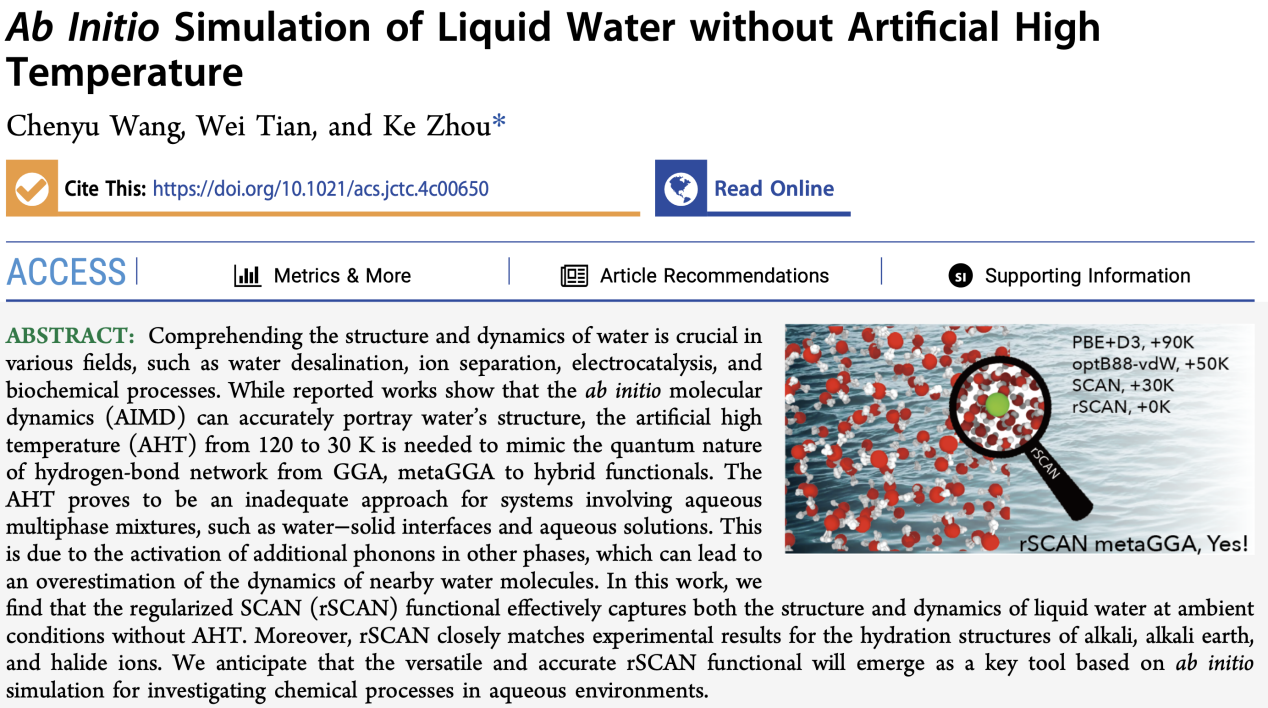 Ab Initio Simulation of Liquid Water without Artificial High
Temperature
Chenyu Wang, Wei Tian, and Ke Zhou*
Cite This: https://doi.org/10.1021/acs.jctc.4c00650
Read Online
ACCESS
Metrics & More
Article Recommendations
SI Supporting Information
ABSTRACT: Comprehending the structure and dynamics of water is crucial in
various fields, such as water desalination, ion separation, electrocatalysis, and
biochemical processes. While reported works show that the ab initio molecular
dynamics (AIMD) can accurately portray water's structure, the artificial high
temperature (AHT) from 120 to 30 K is needed to mimic the quantum nature
of hydrogen-bond network from GGA, metaGGA to hybrid functionals. The
AHT proves to be an inadequate approach for systems involving aqueous
multiphase mixtures, such as water−solid interfaces and aqueous solutions. This
is due to the activation of additional phonons in other phases, which can lead to
an overestimation of the dynamics of nearby water molecules. In this work, we
find that the regularized SCAN (rSCAN) functional effectively captures both the structure and dynamics of liquid water at ambient
conditions without AHT. Moreover, rSCAN closely matches experimental results for the hydration structures of alkali, alkali earth,
and halide ions. We anticipate that the versatile and accurate rSCAN functional will emerge as a key tool based on ab initio
simulation for investigating chemical processes in aqueous environments.
PBE+D3, +90K
optB88-vdW, +50K
SCAN, +30K
rSCAN, +0K
rSCAN
rSCAN metaGGA, Yes!